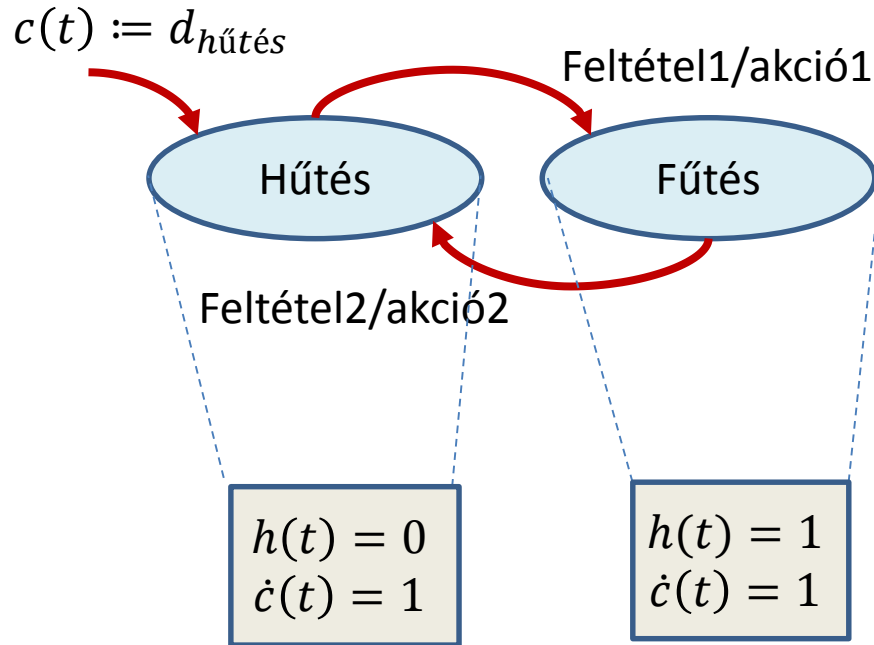 c(t) ≔ d_hűtés
Feltétel1/akció1
Hűtés
Fűtés
Feltétel2/akció2
h(t) = 0
ċ(t) = 1
h(t) = 1
ċ(t) = 1